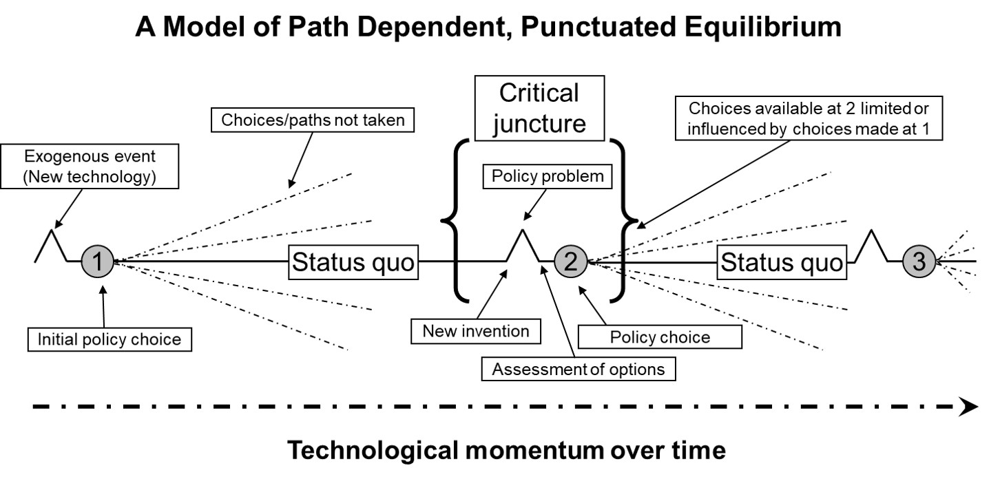 A Model of Path Dependent, Punctuated Equilibrium
Critical
juncture
Choices available at 2 limited or
influenced by choices made at 1
Choices/paths not taken
Exogenous event
(New technology)
Policy problem
1
Status quo
2
Status quo
3
New invention
Initial policy choice
Policy choice
Assessment of options
Technological momentum over time